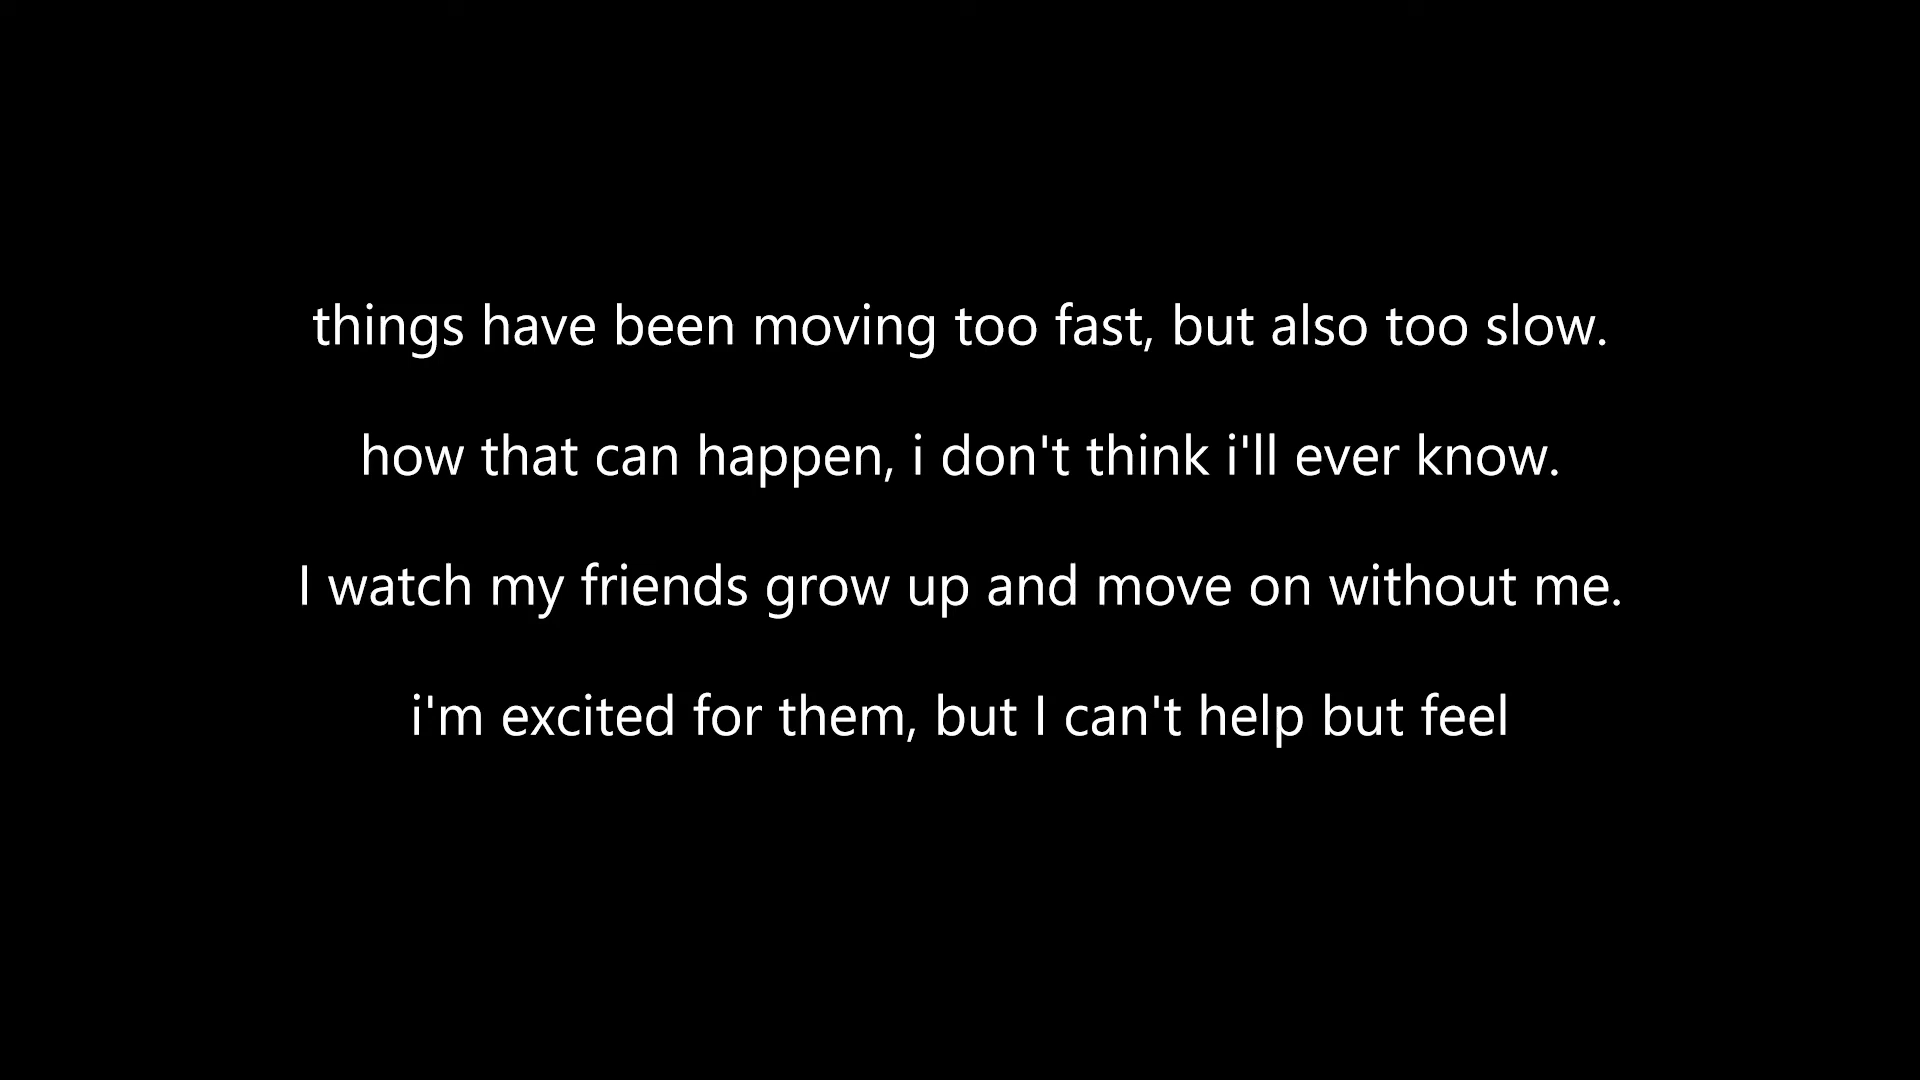 things have been moving too fast, but also too slow.
how that can happen, i don't think i'll ever know.
I watch my friends grow up and move on without me.
i'm excited for them, but I can't help but feel